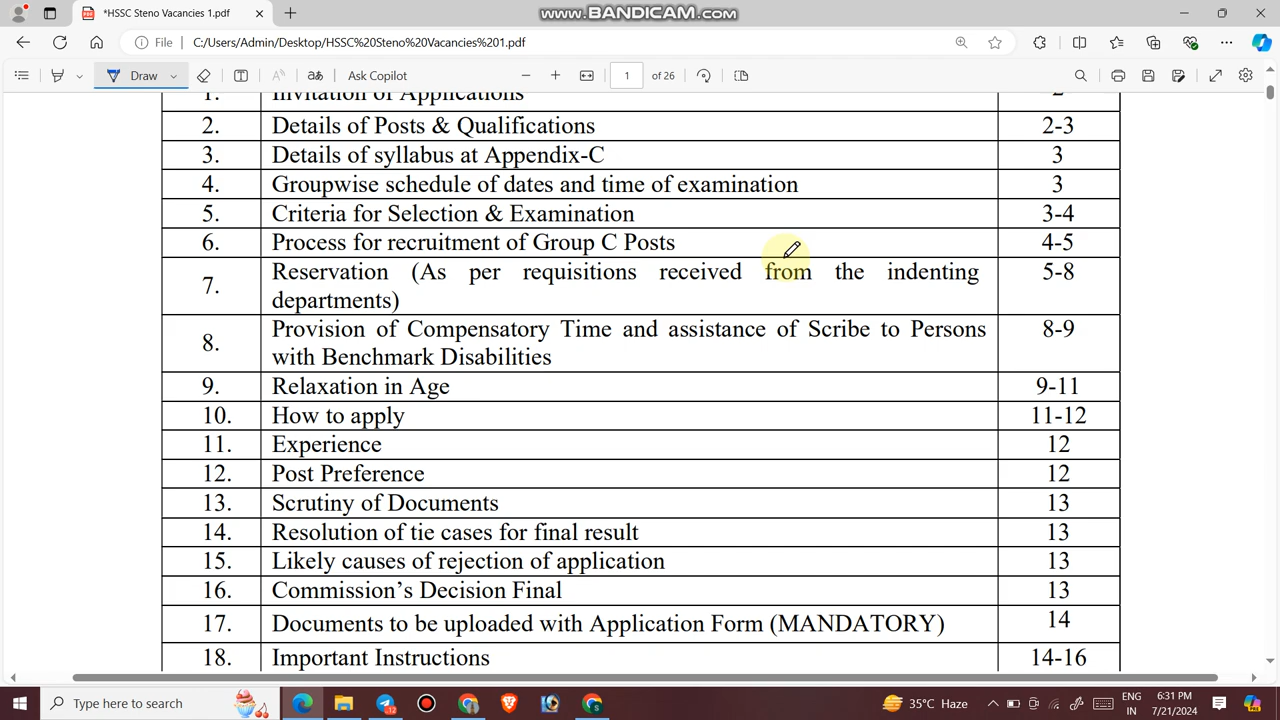 *HSSC Steno Vacancies 1.pdf
WWW.BANDICAM.COM
File
C:/Users/Admin/Desktop/HSSC%20Steno%20Vacancies%201.pdf
Draw
Ask Copilot
1 of 26
1. Invitation of Applications 2
2. Details of Posts & Qualifications 2-3
3. Details of syllabus at Appendix-C 3
4. Groupwise schedule of dates and time of examination 3
5. Criteria for Selection & Examination 3-4
6. Process for recruitment of Group C Posts 4-5
7. Reservation (As per requisitions received from the indenting 5-8
departments)
8. Provision of Compensatory Time and assistance of Scribe to Persons 8-9
with Benchmark Disabilities
9. Relaxation in Age 9-11
10. How to apply 11-12
11. Experience 12
12. Post Preference 12
13. Scrutiny of Documents 13
14. Resolution of tie cases for final result 13
15. Likely causes of rejection of application 13
16. Commission’s Decision Final 13
17. Documents to be uploaded with Application Form (MANDATORY) 14
18. Important Instructions 14-16
Type here to search
35°C Haze
ENG
IN
6:31 PM
7/21/2024